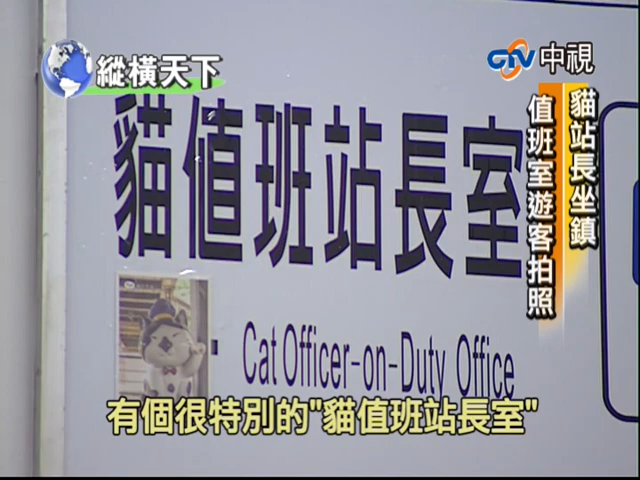 縱橫天下
CTV中視
貓站長坐鎮
值班室遊客拍照
貓值班站長室
Cat Officer-on-Duty Office
有個很特別的"貓值班站長室"